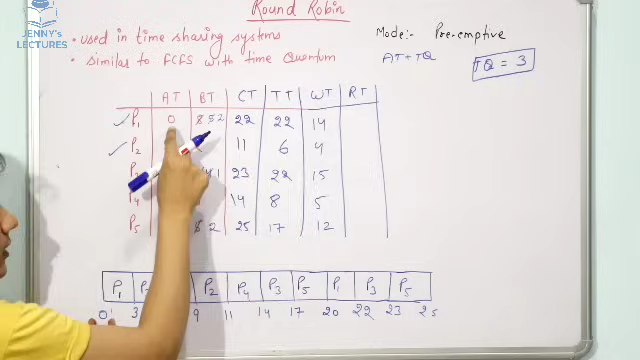 JENNY'S
LECTURES
Round Robin
• used in time sharing systems
• similar to FCFS with time Quantum
Mode:- Pre-emptive
AT+TQ
TQ = 3
AT BT CT TT WT RT
P1 0 8 5 2 22 22 14
P2 11 6 4
P3 1 23 22 15
P4 14 8 5
P5 5 2 25 17 12
P1 P2 P4 P3 P5 P1 P3 P5
0 3 9 11 14 17 20 22 23 25